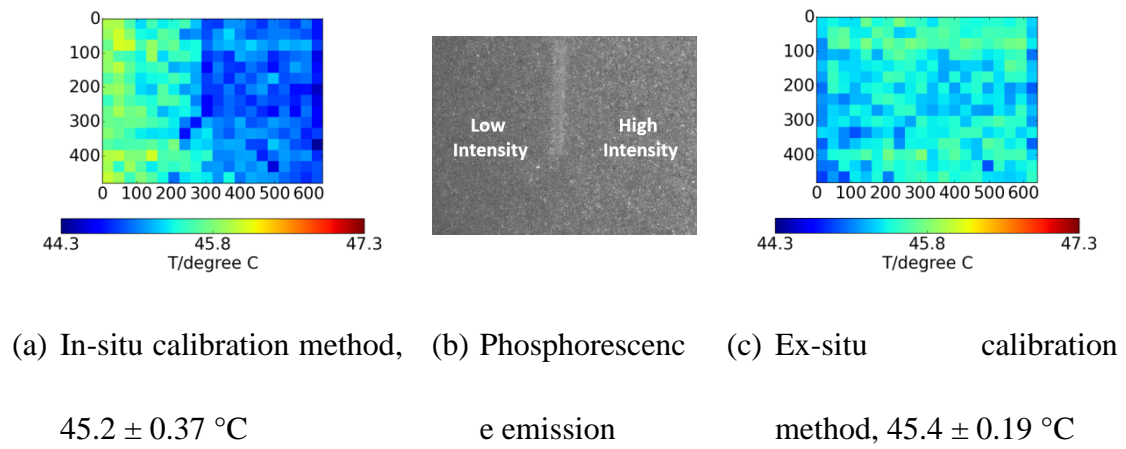 0
100
200
300
400
0 100 200 300 400 500 600
44.3 45.8 47.3
T/degree C
Low
Intensity
High
Intensity
0
100
200
300
400
0 100 200 300 400 500 600
44.3 45.8 47.3
T/degree C
(a) In-situ calibration method,
45.2 ± 0.37 °C
(b) Phosphorescenc
e emission
(c) Ex-situ calibration
method, 45.4 ± 0.19 °C